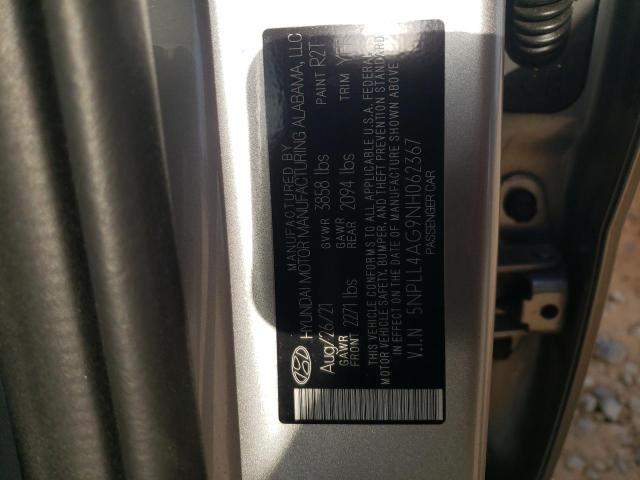 MANUFACTURED BY
HYUNDAI MOTOR MANUFACTURING ALABAMA, LLC
Aug/26/21 GVWR 3858 lbs PAINT R2T
GAWR FRONT 2271 lbs GAWR REAR 2094 lbs TRIM
THIS VEHICLE CONFORMS TO ALL APPLICABLE U.S.A. FEDERAL
MOTOR VEHICLE SAFETY, BUMPER, AND THEFT PREVENTION STANDARD
IN EFFECT ON THE DATE OF MANUFACTURE SHOWN ABOVE
V.I.N 5NPLL4AG9NH062367
PASSENGER CAR